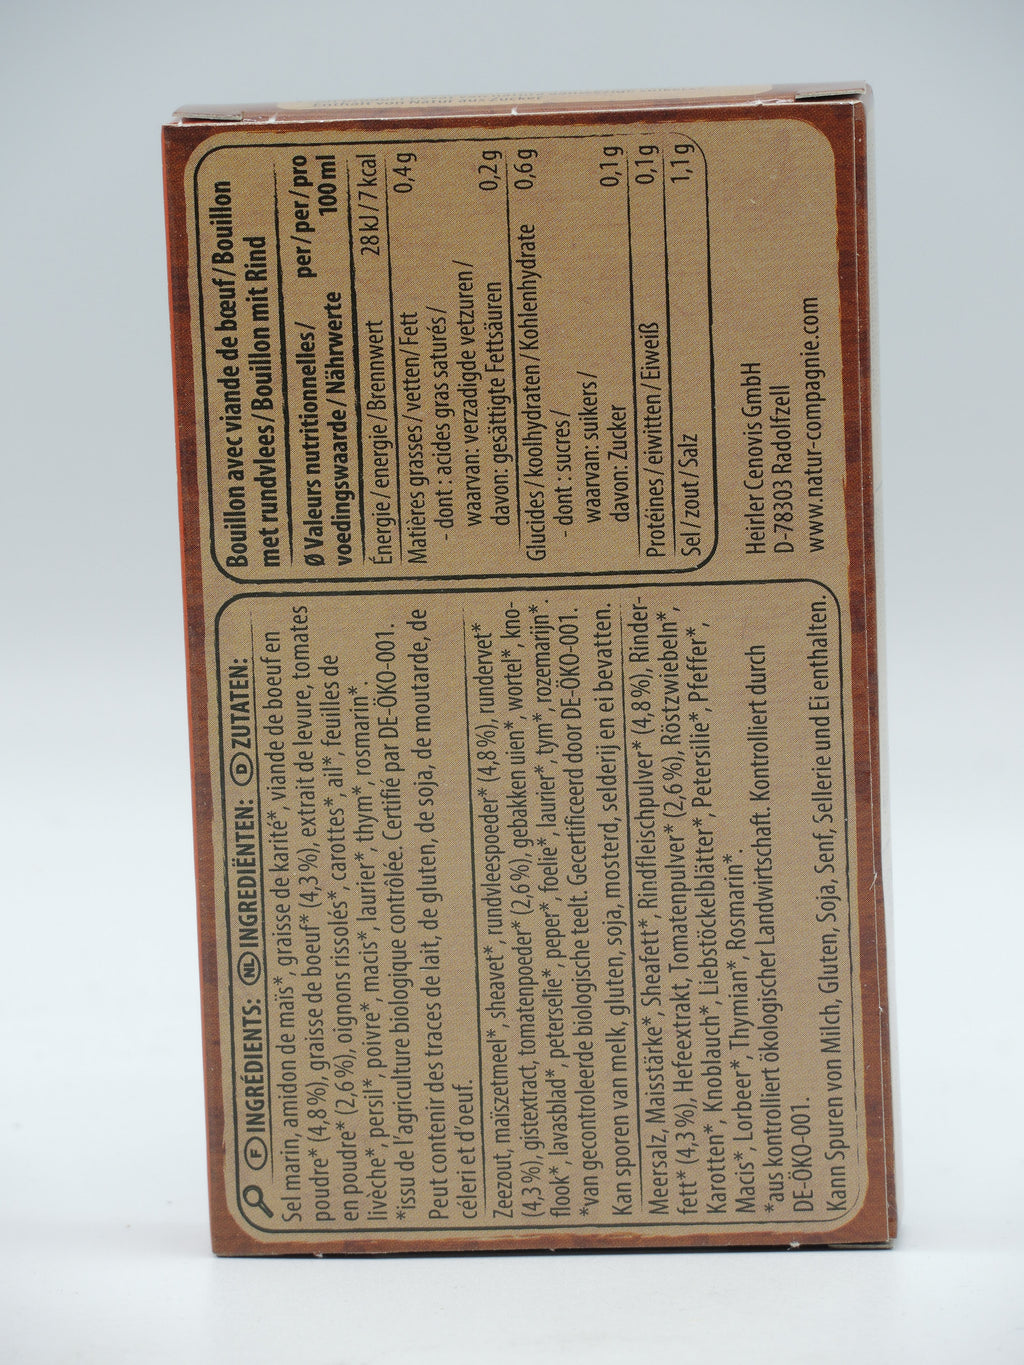 Enthält von Natur aus Zucker
Bouillon avec viande de bœuf/Bouillon
met rundvlees/Bouillon mit Rind
Ø Valeurs nutritionnelles/ per/per/pro
voedingswaarde/Nährwerte 100 ml
Énergie/energie/Brennwert 28 kJ/7 kcal
Matières grasses/vetten/Fett 0,4g
- dont : acides gras saturés/
waarvan: verzadigde vetzuren/
davon: gesättigte Fettsäuren 0,2g
Glucides/koolhydraten/Kohlenhydrate 0,6g
- dont : sucres/
waarvan: suikers/
davon: Zucker 0,1g
Protéines/eiwitten/Eiweiß 0,1g
Sel/zout/Salz 1,1g
Heirler Cenovis GmbH
D-78303 Radolfzell
www.natur-compagnie.com
F INGRÉDIENTS: NL INGREDIËNTEN: D ZUTATEN:
Sel marin, amidon de maïs*, graisse de karité*, viande de boeuf en
poudre* (4,8%), graisse de boeuf* (4,3%), extrait de levure, tomates
en poudre* (2,6%), oignons rissolés*, carottes*, ail*, feuilles de
livèche*, persil*, poivre*, macis*, laurier*, thym*, rosmarin*.
*issu de l'agriculture biologique contrôlée. Certifié par DE-ÖKO-001.
Peut contenir des traces de lait, de gluten, de soja, de moutarde, de
céleri et d'oeuf.
Zeezout, maïszetmeel*, sheavet*, rundvleespoeder* (4,8%), rundervet*
(4,3%), gistextract, tomatenpoeder* (2,6%), gebakken uien*, wortel*, kno-
flook*, lavasblad*, peterselie*, peper*, foelie*, laurier*, tym*, rozemarijn*.
*van gecontroleerde biologische teelt. Gecertificeerd door DE-ÖKO-001.
Kan sporen van melk, gluten, soja, mosterd, selderij en ei bevatten.
Meersalz, Maisstärke*, Sheafett*, Rindfleischpulver* (4,8%), Rinder-
fett* (4,3%), Hefeextrakt, Tomatenpulver* (2,6%), Röstzwiebeln*,
Karotten*, Knoblauch*, Liebstöckelblätter*, Petersilie*, Pfeffer*,
Macis*, Lorbeer*, Thymian*, Rosmarin*.
*aus kontrolliert ökologischer Landwirtschaft. Kontrolliert durch
DE-ÖKO-001.
Kann Spuren von Milch, Gluten, Soja, Senf, Sellerie und Ei enthalten.